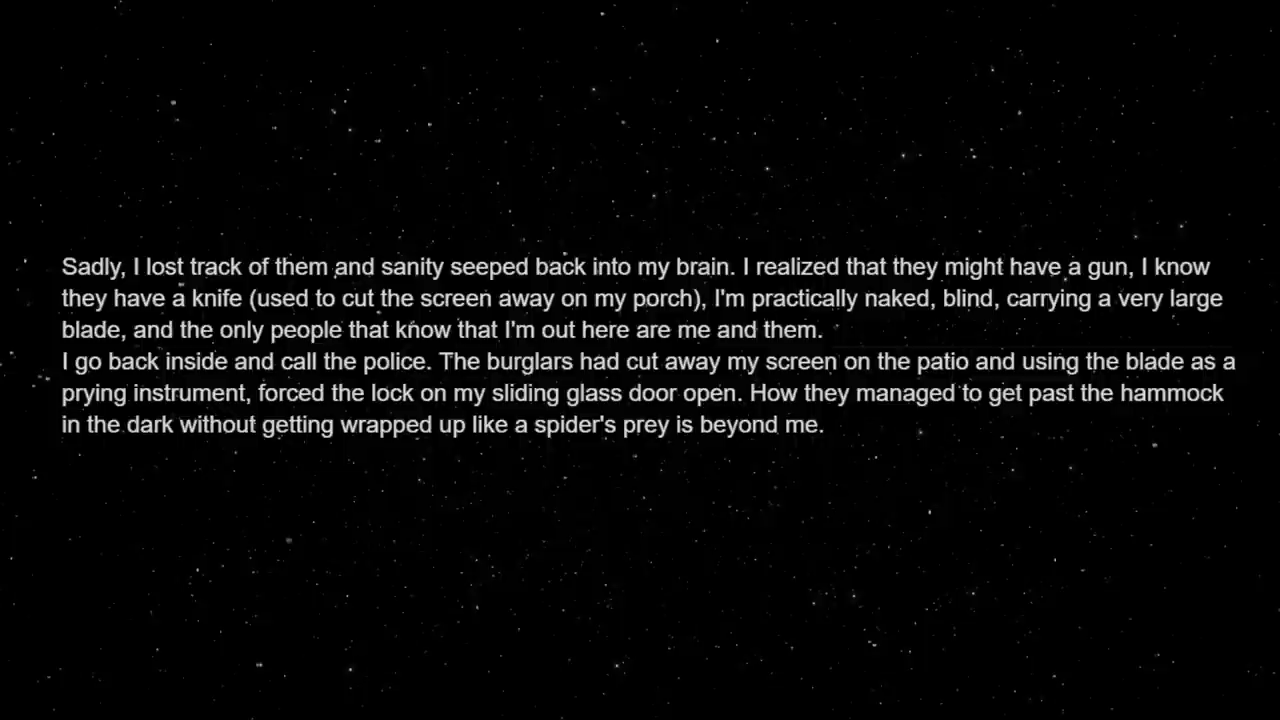 Sadly, I lost track of them and sanity seeped back into my brain. I realized that they might have a gun, I know
they have a knife (used to cut the screen away on my porch), I'm practically naked, blind, carrying a very large
blade, and the only people that know that I'm out here are me and them.
I go back inside and call the police. The burglars had cut away my screen on the patio and using the blade as a
prying instrument, forced the lock on my sliding glass door open. How they managed to get past the hammock
in the dark without getting wrapped up like a spider's prey is beyond me.